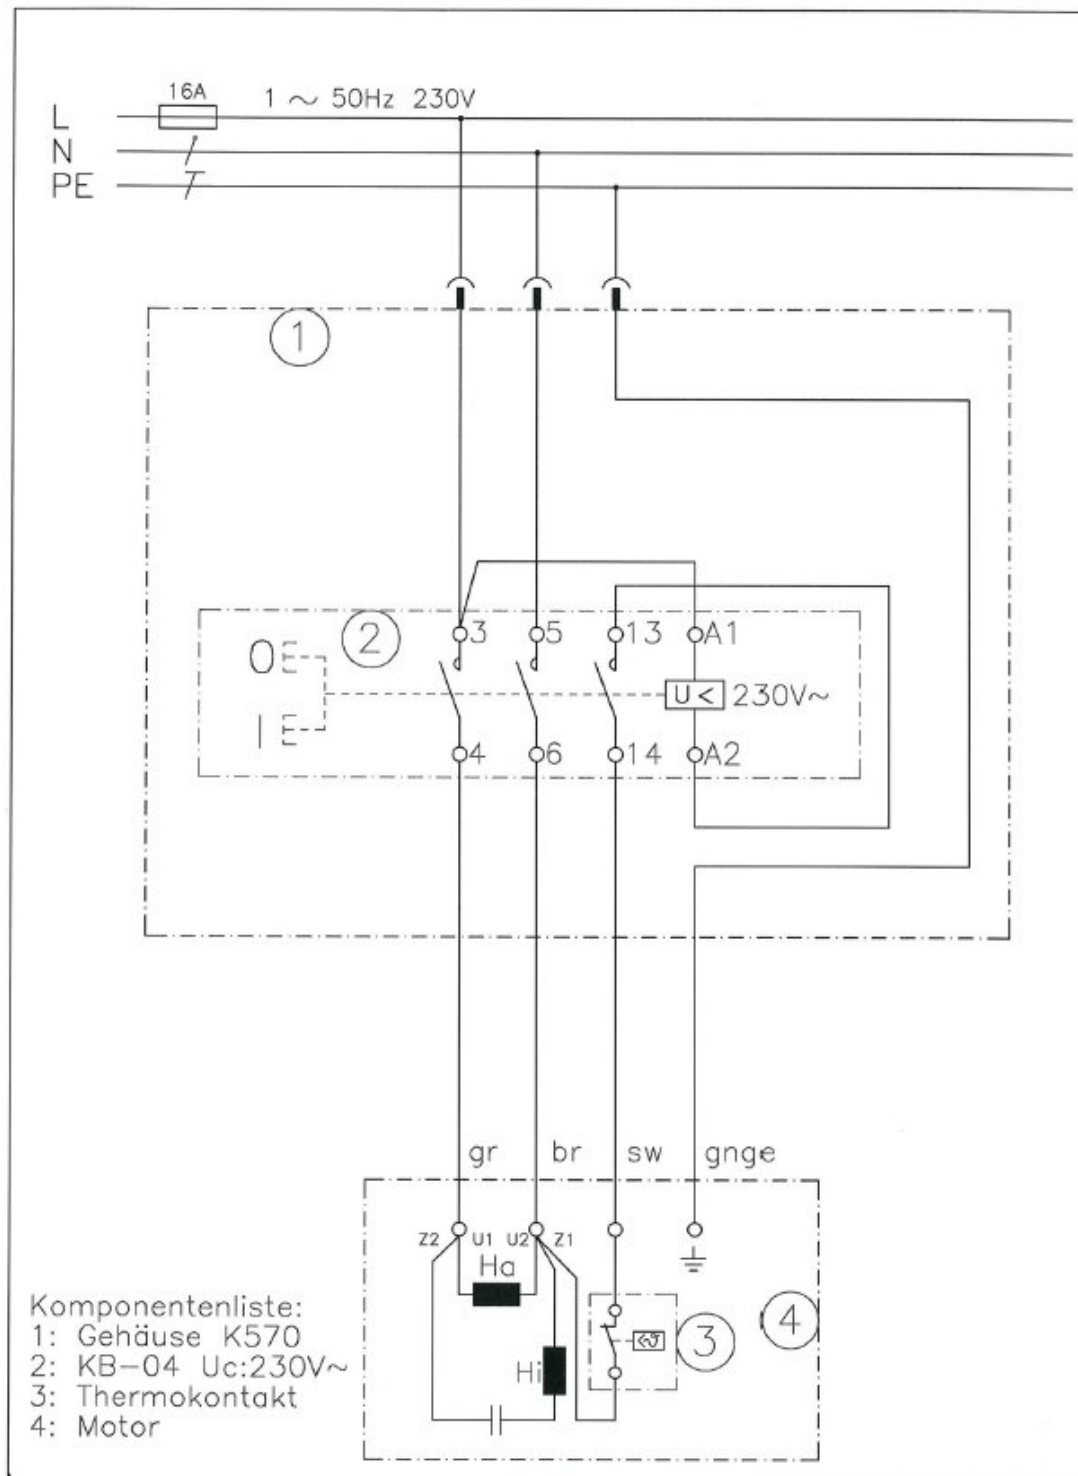 16A
1 ~ 50Hz 230V
L
N
PE
1
2
3 5 13 A1
O
U< 230V~
I
4 6 14 A2
gr br sw gnge
Z2 U1 U2 Z1
Ha
4
3
Hi
Komponentenliste:
1: Gehäuse K570
2: KB-04 Uc:230V~
3: Thermokontakt
4: Motor